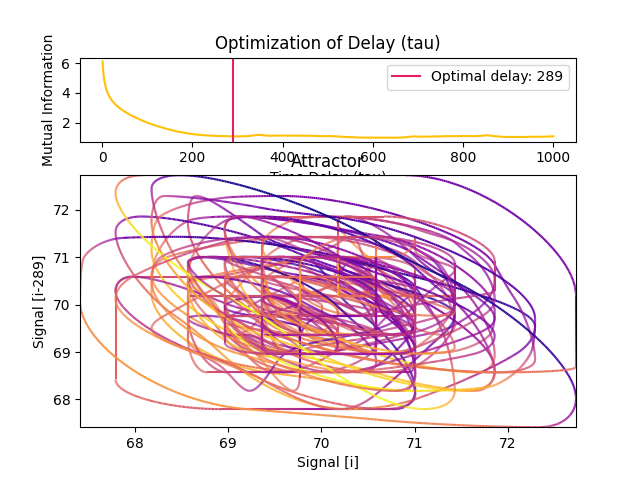 Optimization of Delay (tau)
Mutual Information
6
4
2
Optimal delay: 289
0 200 400 600 800 1000
Time Delay (tau)
Attractor
Signal [i-289]
72
71
70
69
68
68 69 70 71 72
Signal [i]